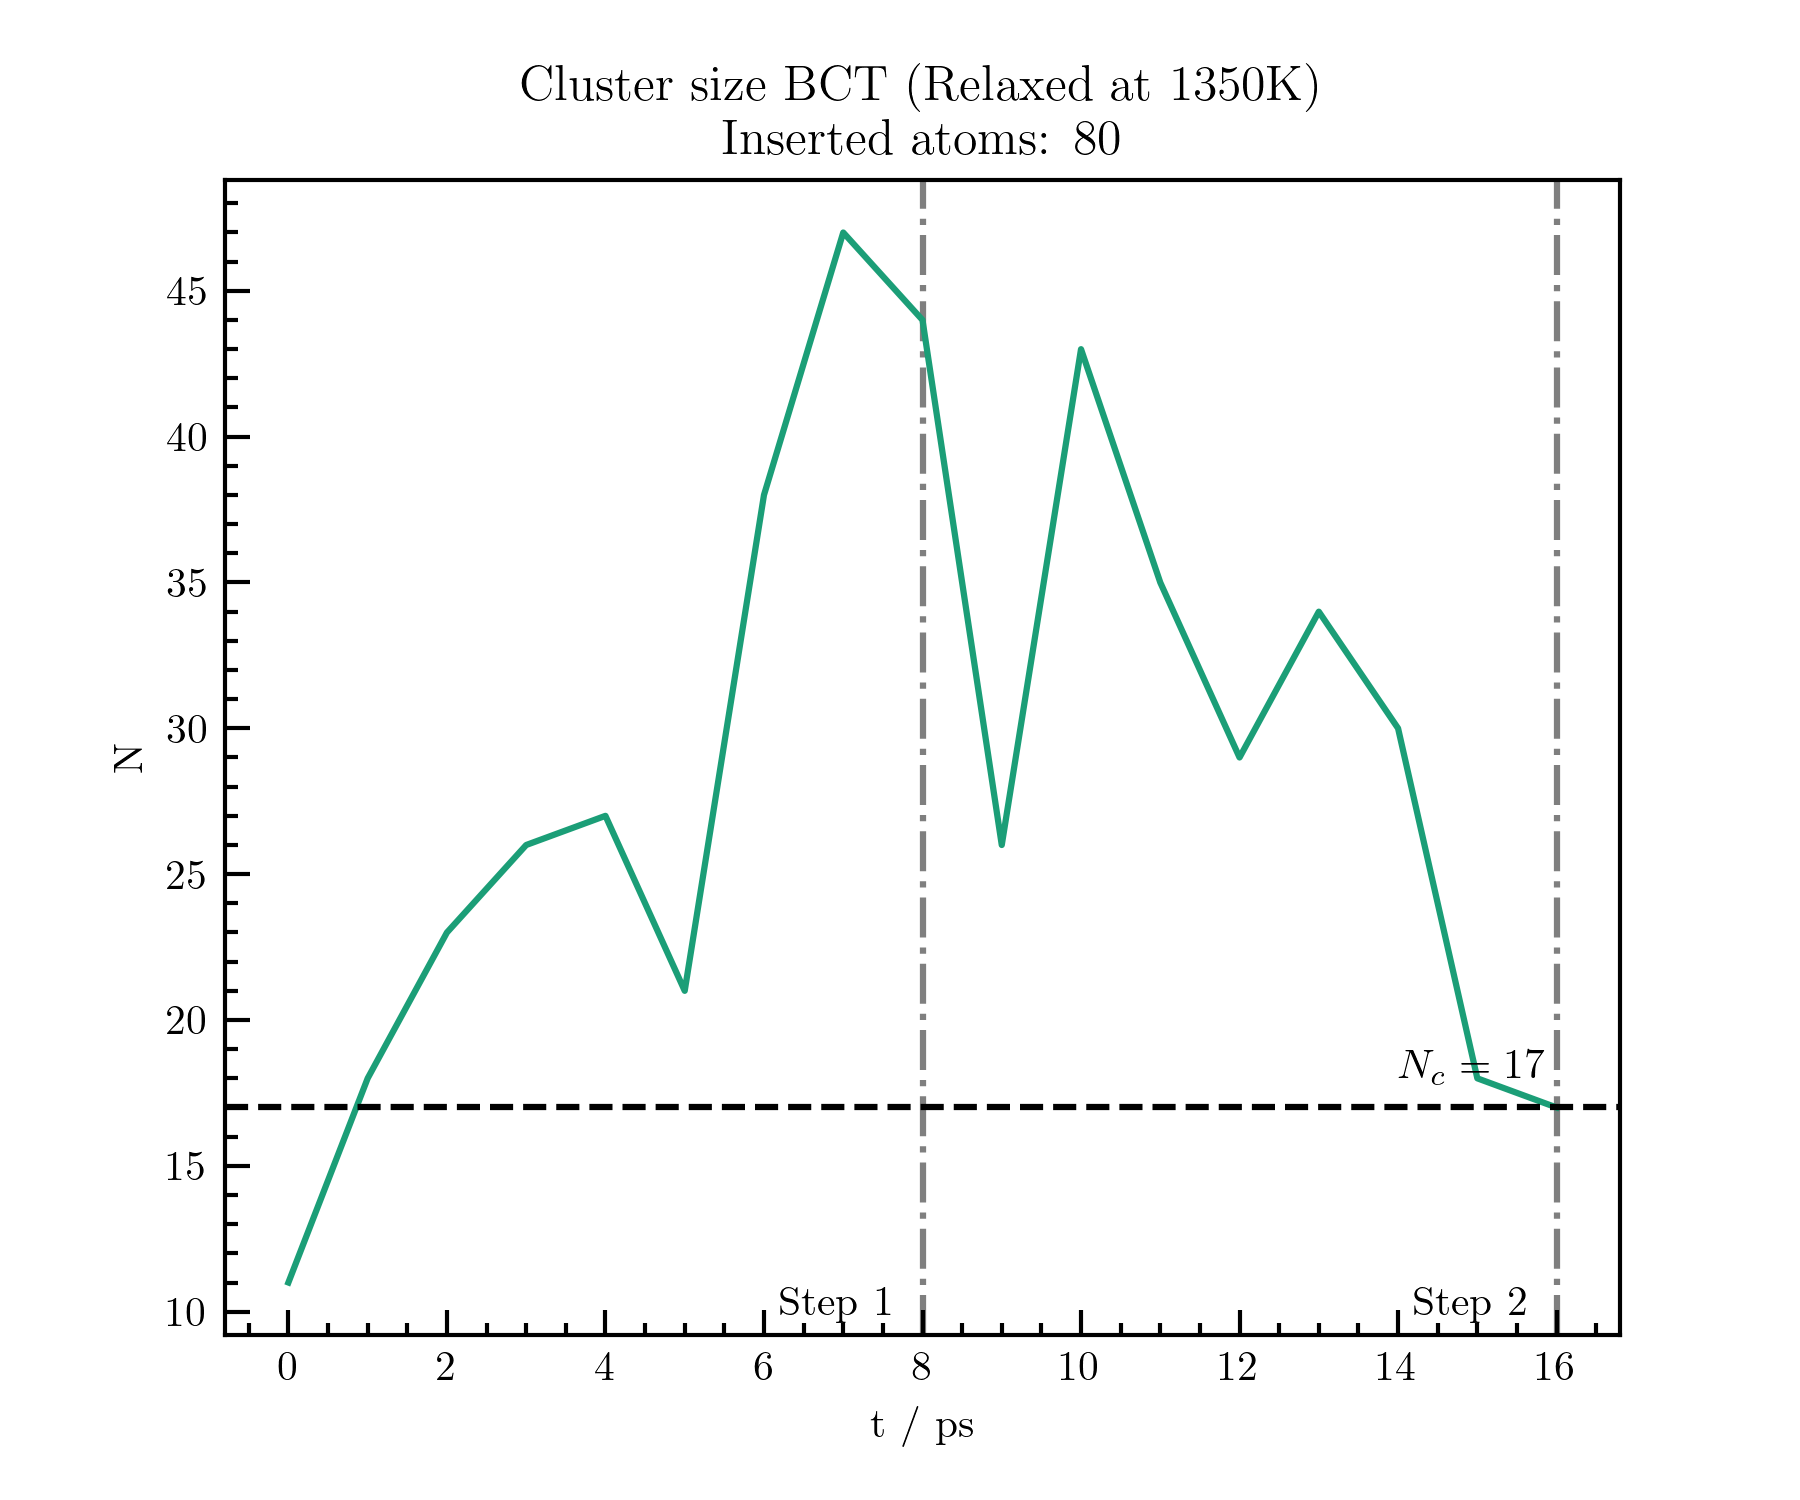 Cluster size BCT (Relaxed at 1350K)
Inserted atoms: 80
45
40
35
30
25
20
15
10
N
N_c = 17
Step 1
Step 2
0 2 4 6 8 10 12 14 16
t / ps